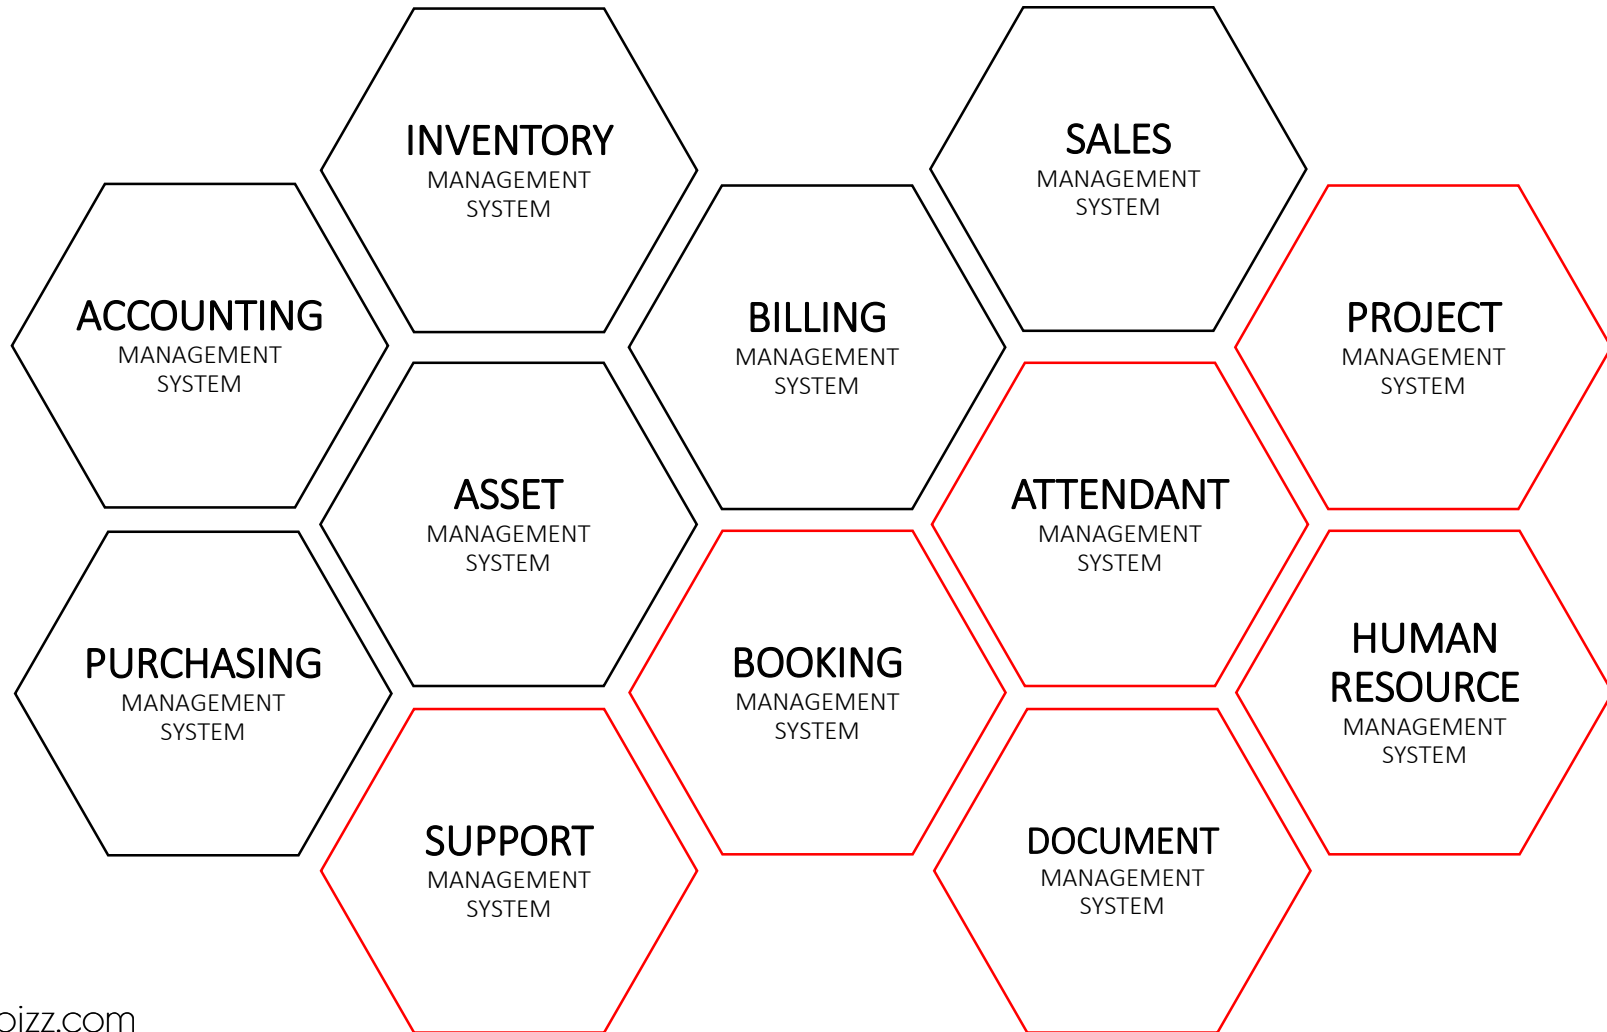 INVENTORY
MANAGEMENT
SYSTEM
SALES
MANAGEMENT
SYSTEM
ACCOUNTING
MANAGEMENT
SYSTEM
BILLING
MANAGEMENT
SYSTEM
PROJECT
MANAGEMENT
SYSTEM
ASSET
MANAGEMENT
SYSTEM
ATTENDANT
MANAGEMENT
SYSTEM
PURCHASING
MANAGEMENT
SYSTEM
BOOKING
MANAGEMENT
SYSTEM
HUMAN
RESOURCE
MANAGEMENT
SYSTEM
SUPPORT
MANAGEMENT
SYSTEM
DOCUMENT
MANAGEMENT
SYSTEM